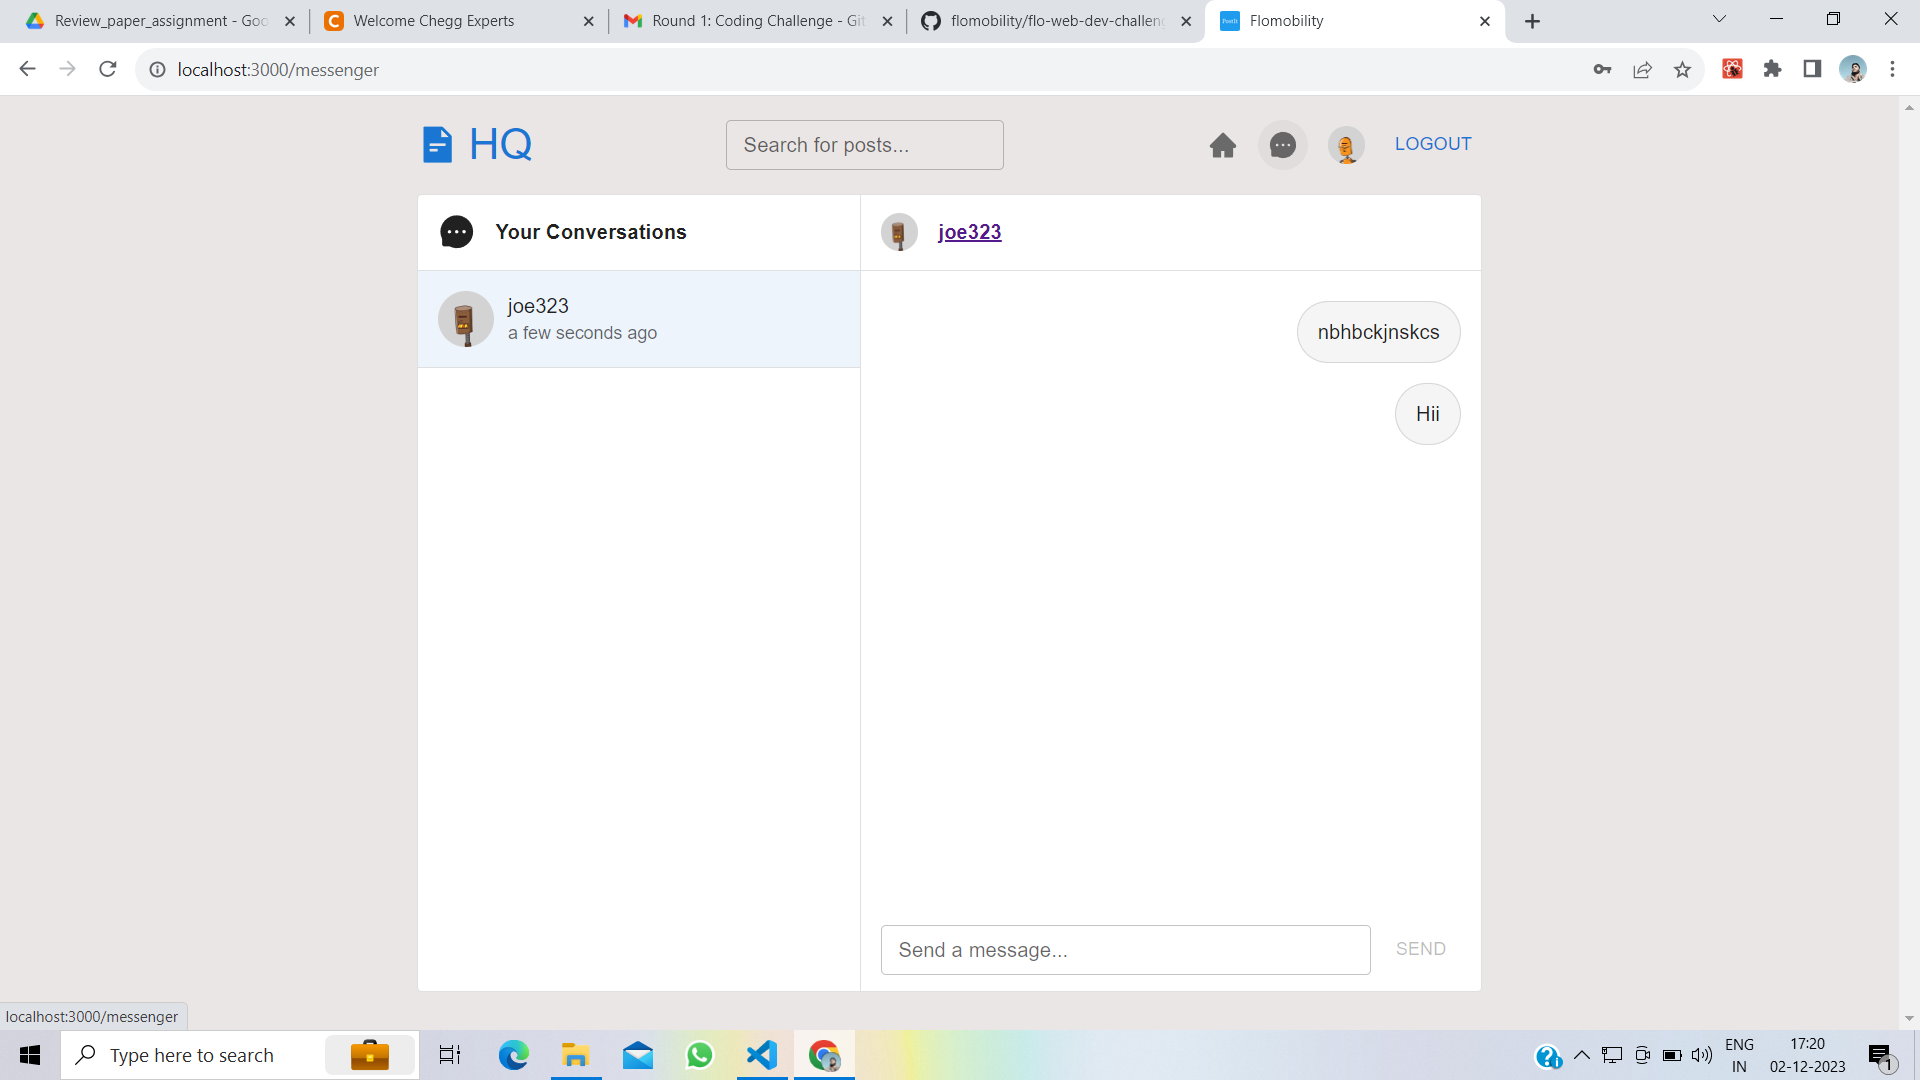 Review_paper_assignment - Goo
Welcome Chegg Experts
Round 1: Coding Challenge - Git
flomobility/flo-web-dev-challeng
Flomobility
localhost:3000/messenger
HQ
Search for posts...
LOGOUT
Your Conversations
joe323
joe323
a few seconds ago
nbhbckjnskcs
Hii
Send a message...
SEND
localhost:3000/messenger
Type here to search
ENG
IN
17:20
02-12-2023
1